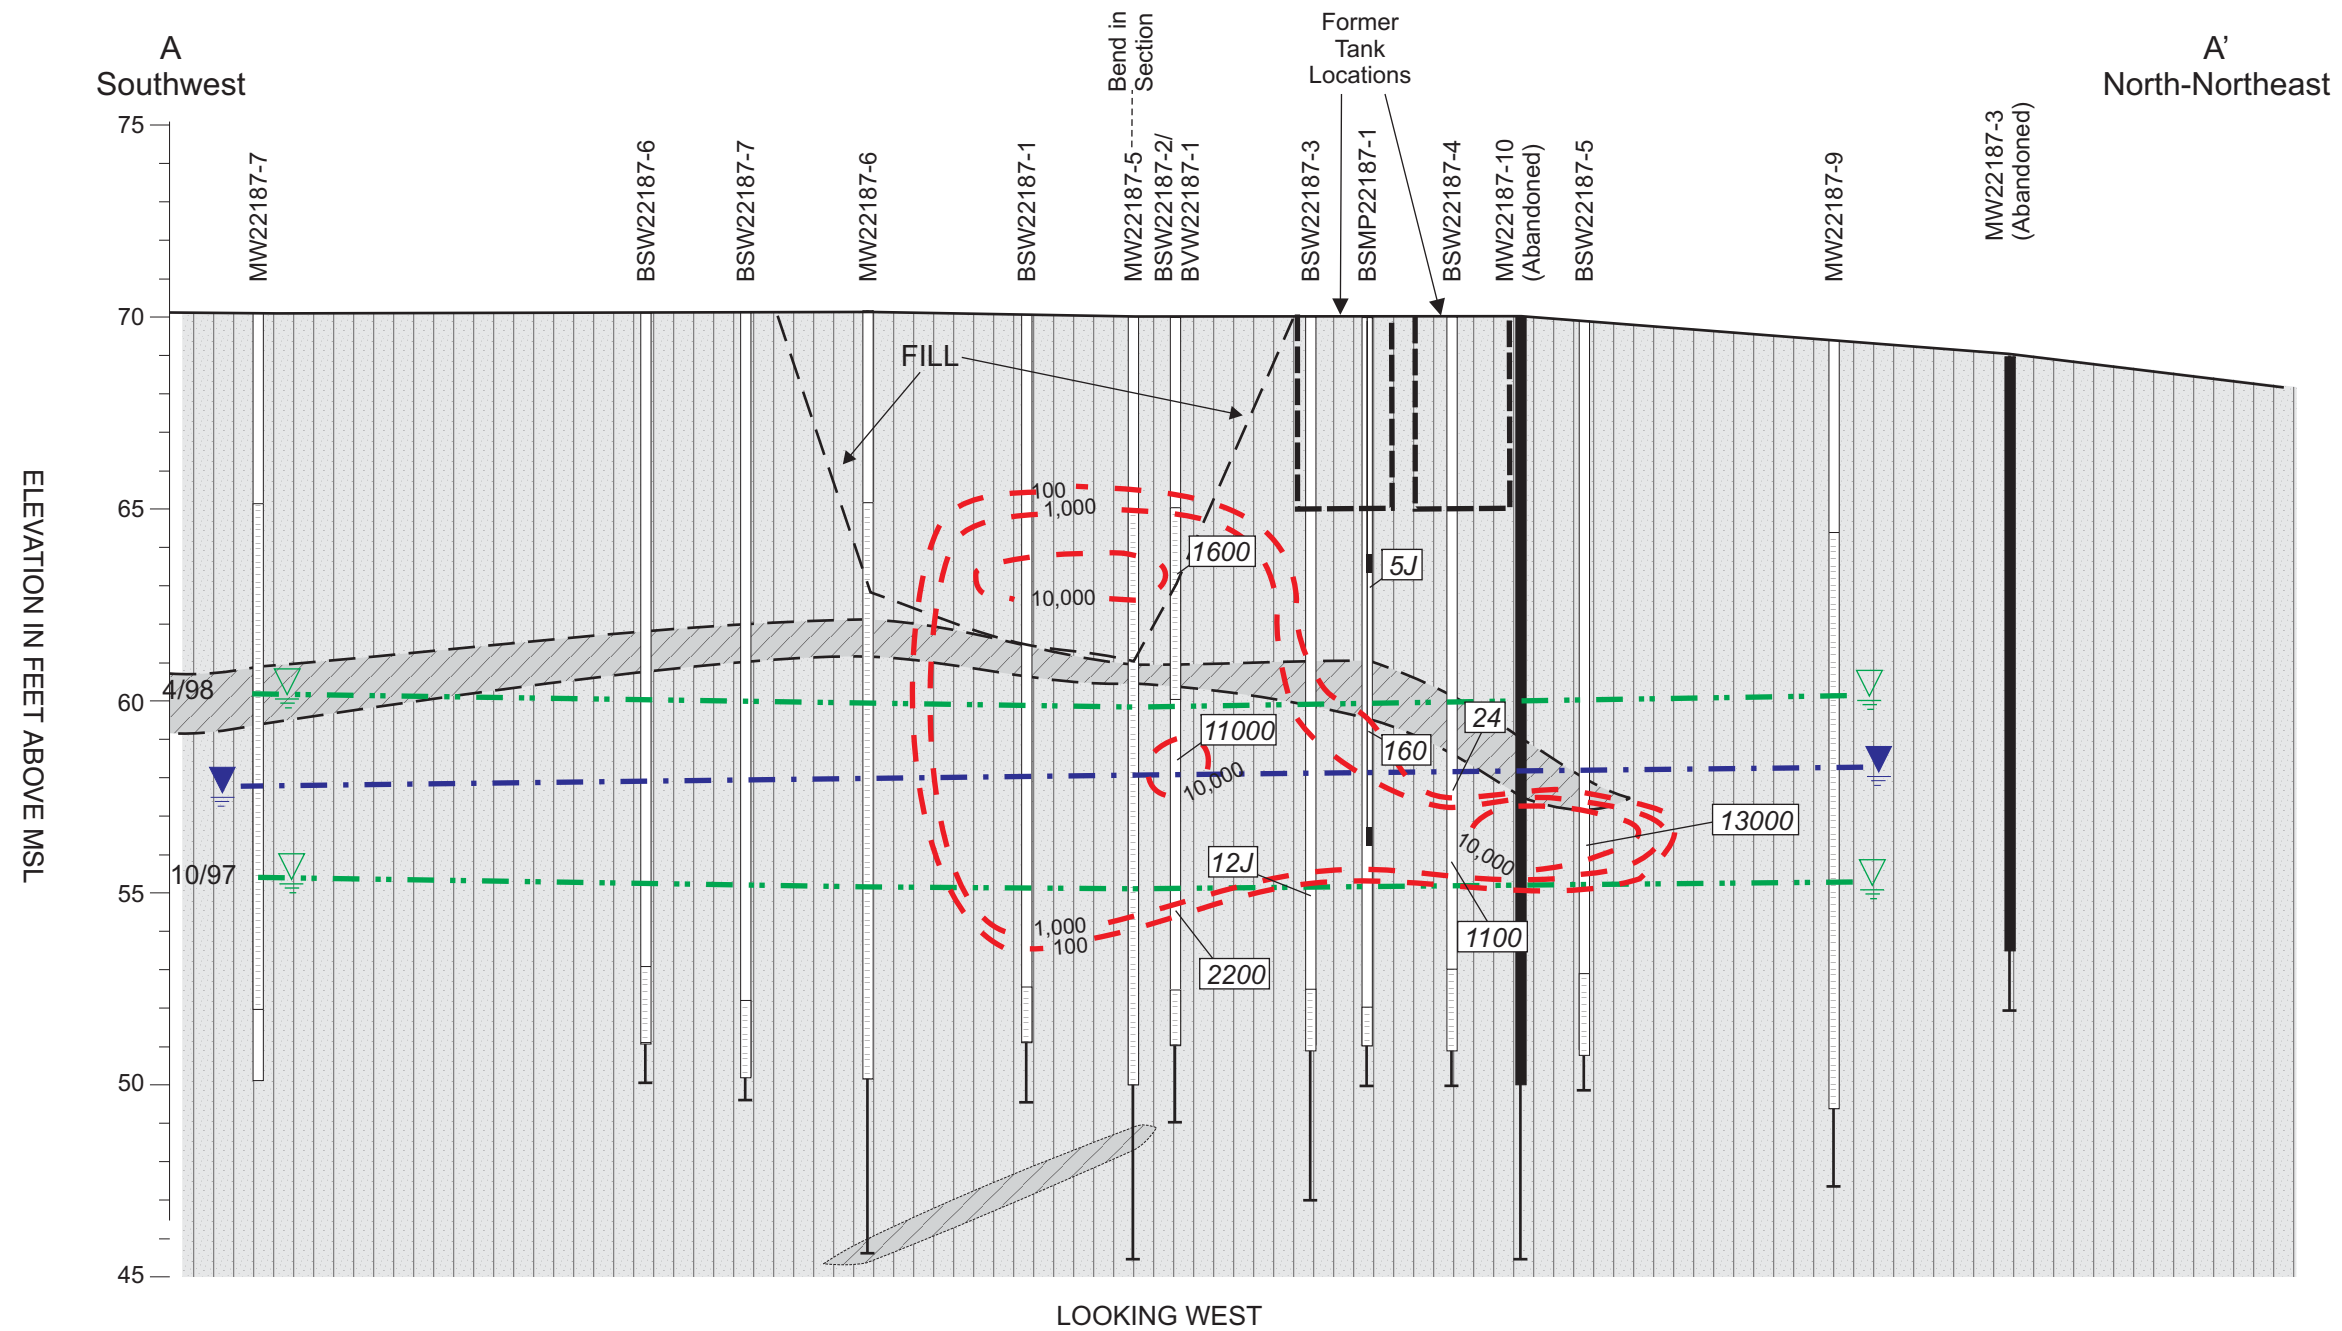 A
Southwest
Bend in
Section
Former
Tank
Locations
A’
North-Northeast
MW22187-7
BSW22187-6
BSW22187-7
MW22187-6
BSW22187-1
MW22187-5
BSW22187-2/
BVW22187-1
BSW22187-3
BSMP22187-1
BSW22187-4
MW22187-10
(Abandoned)
BSW22187-5
MW22187-9
MW22187-3
(Abandoned)
ELEVATION IN FEET ABOVE MSL
75
70
65
60
55
50
45
FILL
100
1,000
10,000
1600
5J
4/98
11000
10,000
160
24
13000
10,000
12J
10/97
1,000
100
1100
2200
LOOKING WEST